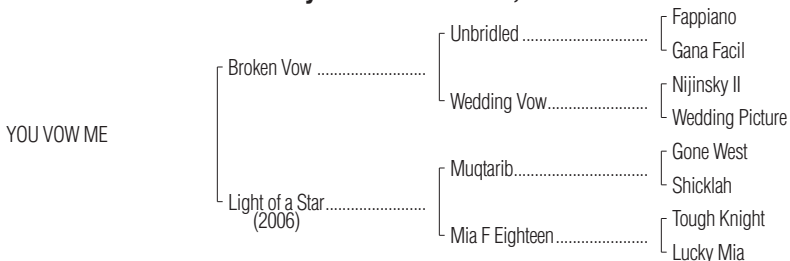 Fappiano
Unbridled
Gana Facil
Broken Vow
Nijinsky II
Wedding Vow
Wedding Picture
YOU VOW ME
Gone West
Muqtarib
Shicklah
Light of a Star
(2006)
Tough Knight
Mia F Eighteen
Lucky Mia